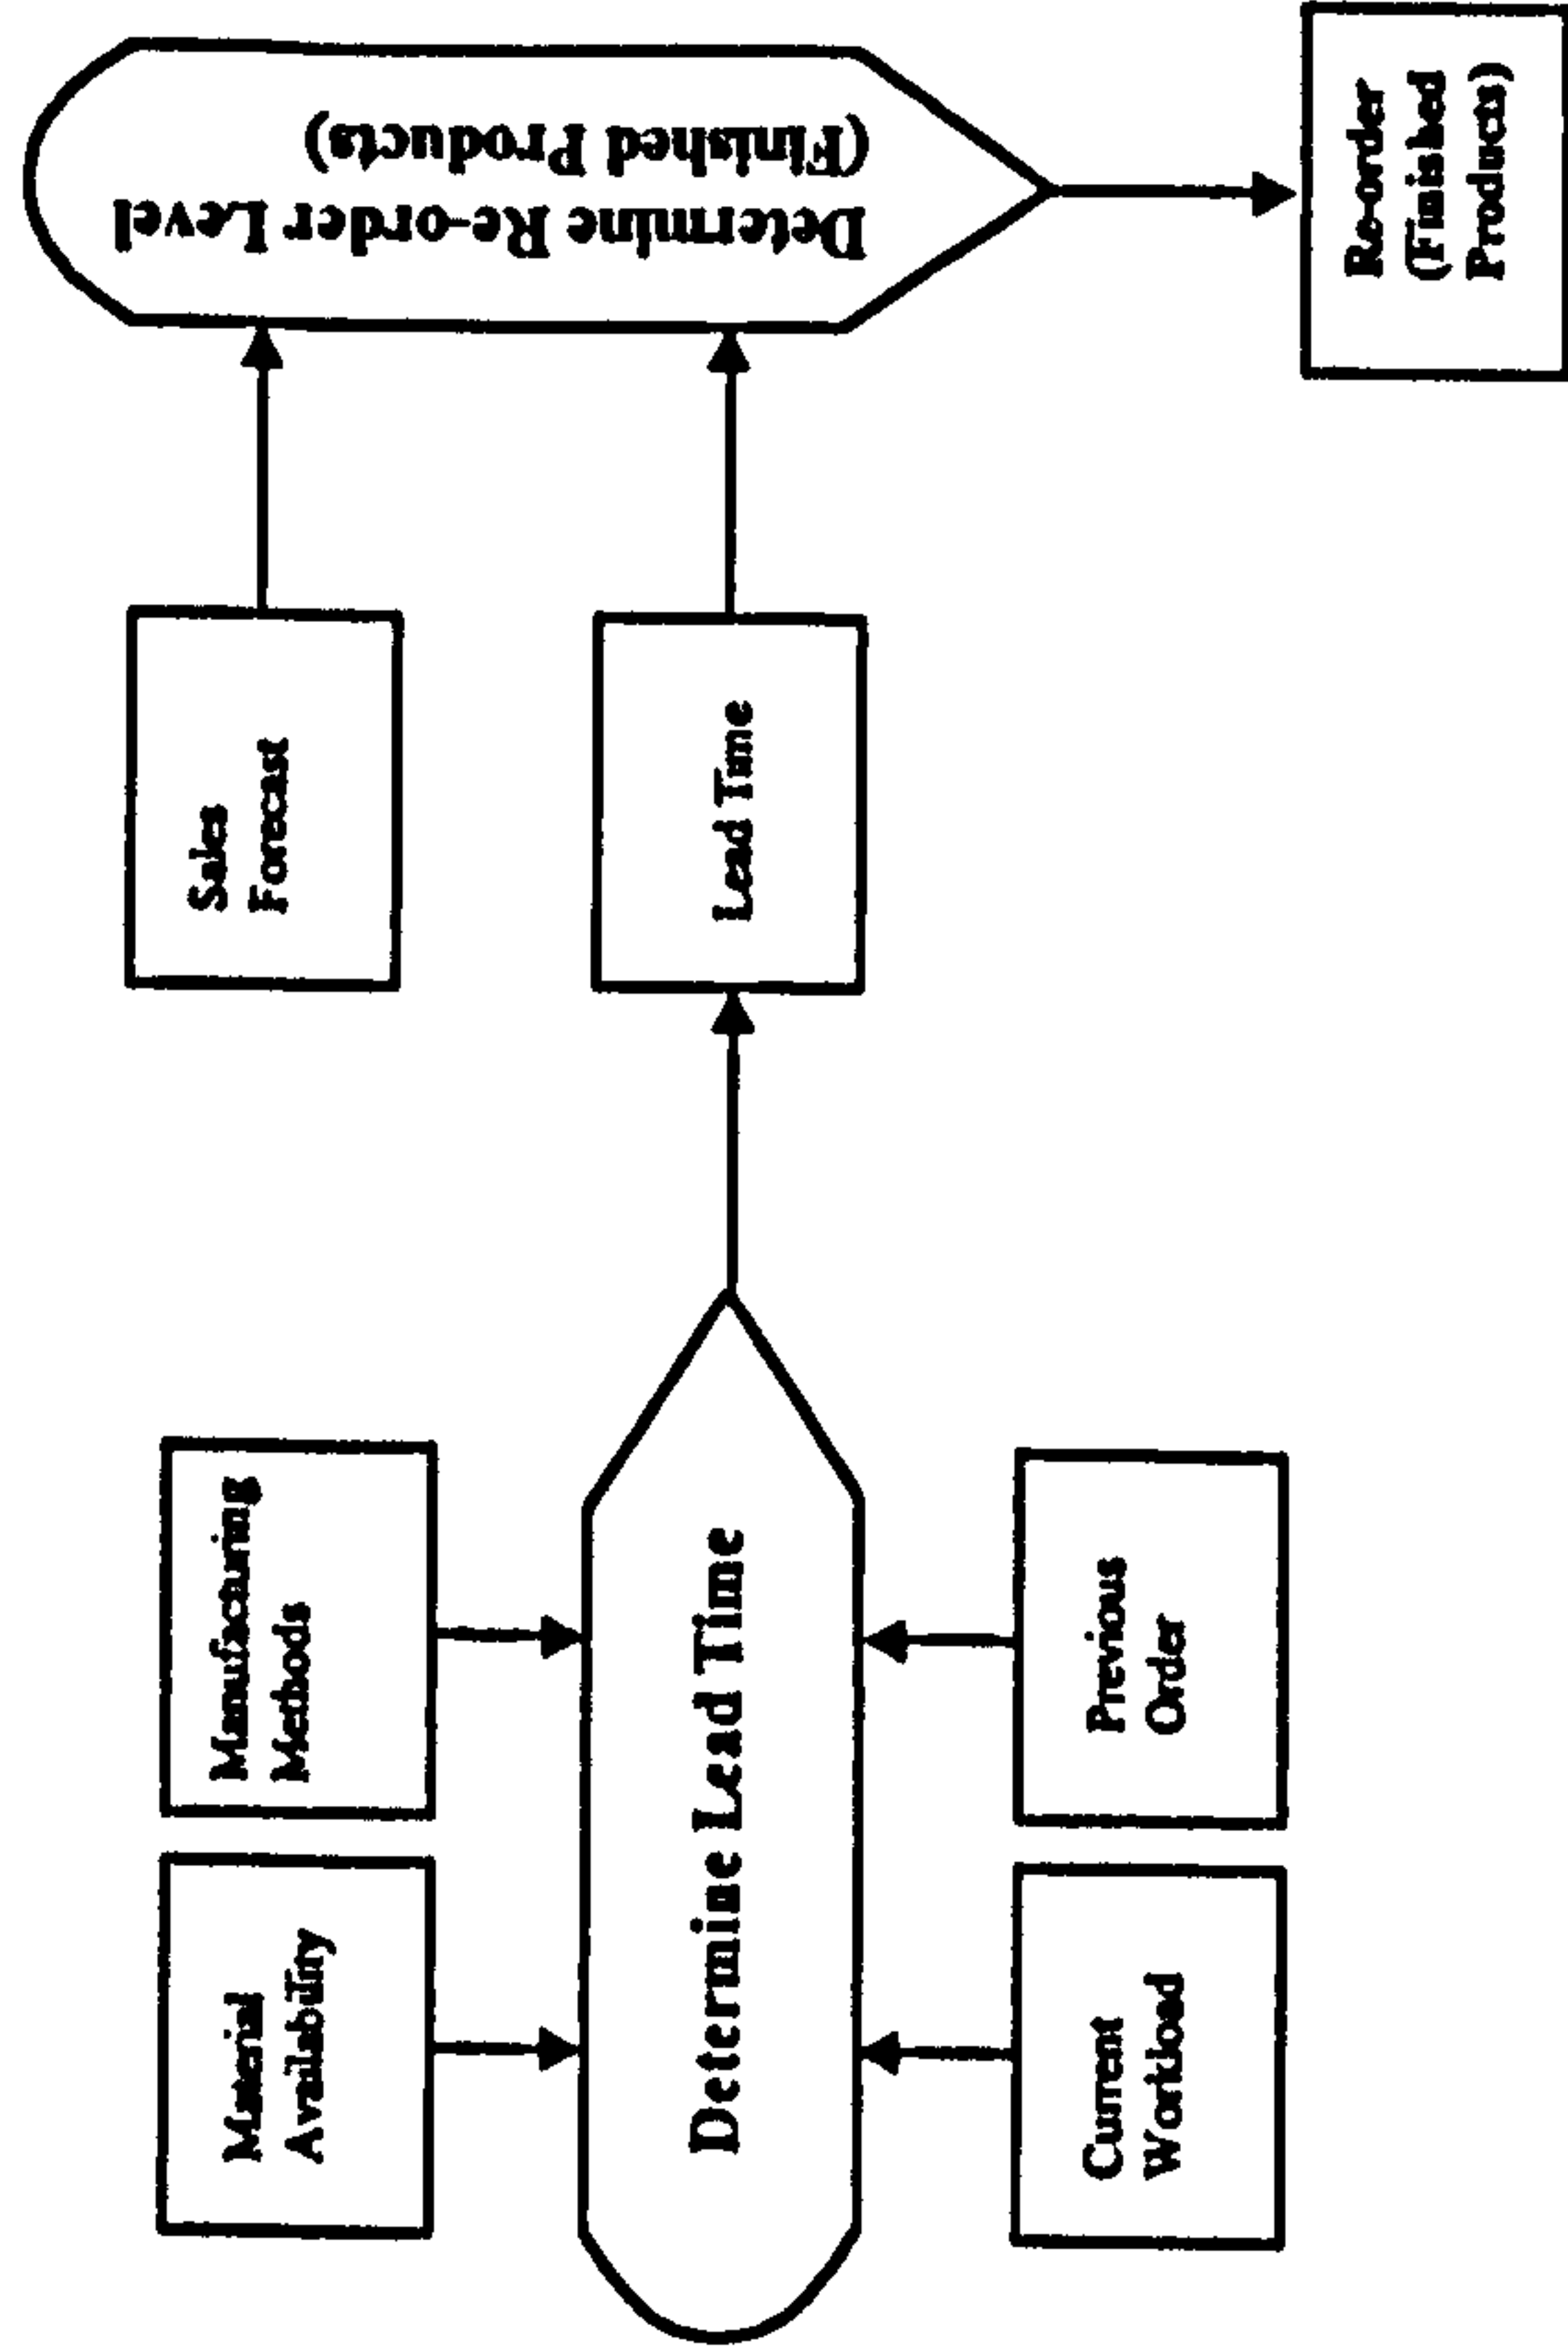 Material
Availability
Manufacturing
Methods
Determine Lead Time
Current
Workload
Previous
Order
Sales
Forecast
Lead Time
Determine Re-order Level
(Finished Products)
Re-order
(Finished
Products)